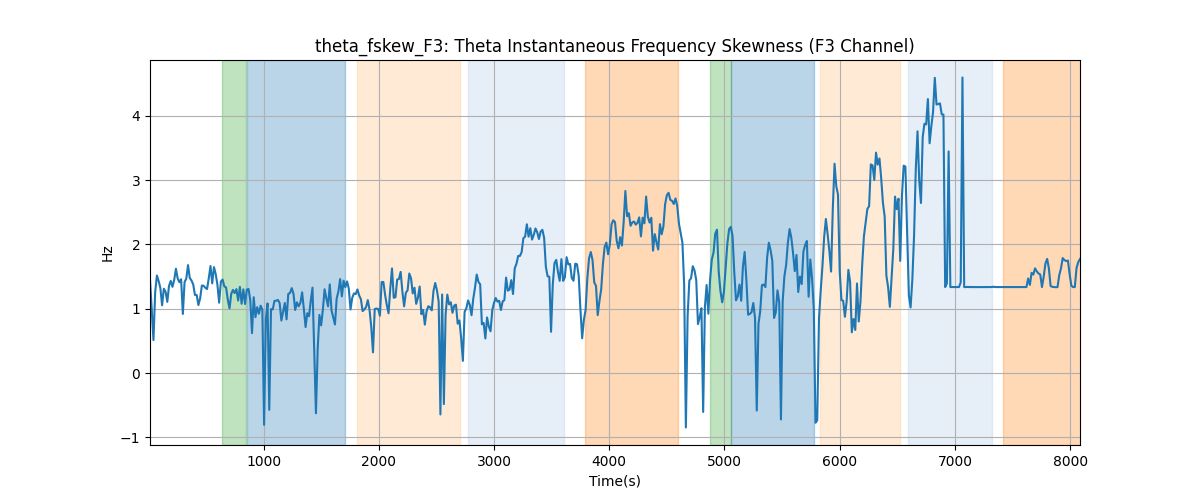 theta_fskew_F3: Theta Instantaneous Frequency Skewness (F3 Channel)
Hz
4
3
2
1
0
−1
1000 2000 3000 4000 5000 6000 7000 8000
Time(s)